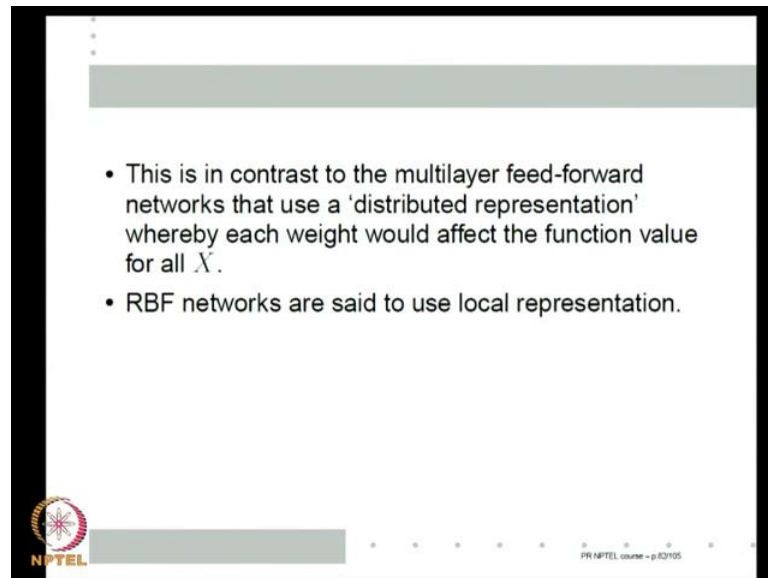 • This is in contrast to the multilayer feed-forward
networks that use a 'distributed representation'
whereby each weight would affect the function value
for all X.
• RBF networks are said to use local representation.
NPTEL
PR NPTEL course – p.82/105